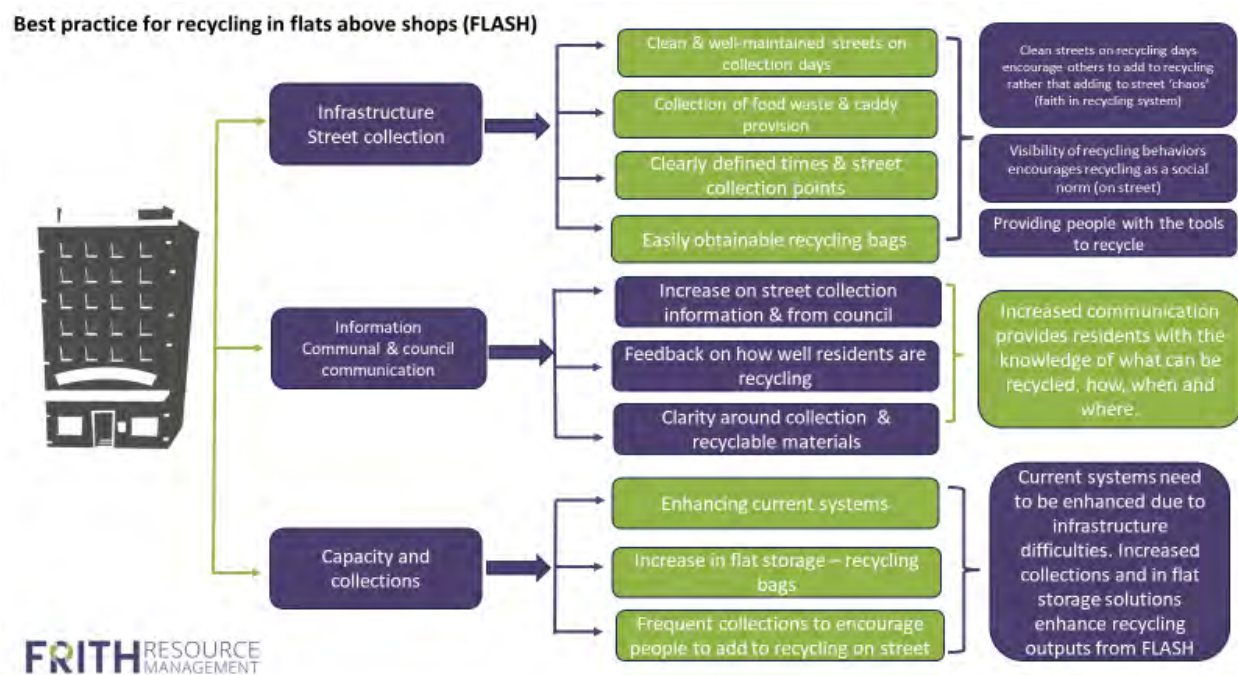 Best practice for recycling in flats above shops (FLASH)
Infrastructure
Street collection
Clean & well-maintained streets on
collection days
Collection of food waste & caddy
provision
Clearly defined times & street
collection points
Easily obtainable recycling bags
Clean streets on recycling days
encourage others to add to recycling
rather that adding to street 'chaos'
(faith in recycling system)
Visibility of recycling behaviors
encourages recycling as a social
norm (on street)
Providing people with the tools
to recycle
Information
Communal & council
communication
Increase on street collection
information & from council
Feedback on how well residents are
recycling
Clarity around collection &
recyclable materials
Increased communication
provides residents with the
knowledge of what can be
recycled, how, when and
where.
Capacity and
collections
Enhancing current systems
Increase in flat storage – recycling
bags
Frequent collections to encourage
people to add to recycling on street
Current systems need
to be enhanced due to
infrastructure
difficulties. Increased
collections and in flat
storage solutions
enhance recycling
outputs from FLASH
FRITH RESOURCE
MANAGEMENT